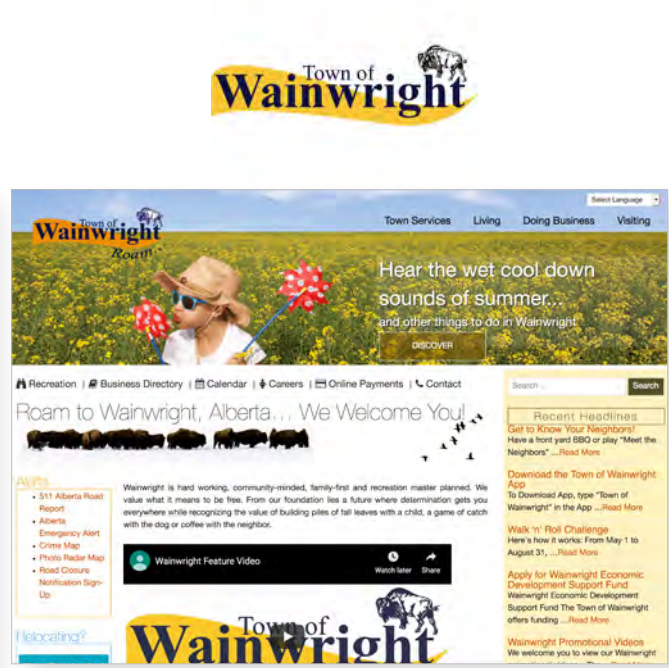 Town of
Wainwright
Select Language
Town of
Wainwright
Roam...
Town Services Living Doing Business Visiting
Hear the wet cool down
sounds of summer...
and other things to do in Wainwright
DISCOVER
Recreation | Business Directory | Calendar | Careers | Online Payments | Contact
Search ...
Search
Roam to Wainwright, Alberta... We Welcome You!
Alerts
• 511 Alberta Road
Report
• Alberta
Emergency Alert
• Crime Map
• Photo Radar Map
• Road Closure
Notification Sign-
Up
Relocating?
Wainwright is hard working, community-minded, family-first and recreation master planned. We
value what it means to be free. From our foundation lies a future where determination gets you
everywhere while recognizing the value of building piles of fall leaves with a child, a game of catch
with the dog or coffee with the neighbor.
Wainwright Feature Video
Watch later Share
Town of
Wainwright
Recent Headlines
Get to Know Your Neighbors!
Have a front yard BBQ or play "Meet the
Neighbors" ...Read More
Download the Town of Wainwright
App
To Download App, type "Town of
Wainwright" in the App ...Read More
Walk 'n' Roll Challenge
Here's how it works: From May 1 to
August 31, ...Read More
Apply for Wainwright Economic
Development Support Fund
Wainwright Economic Development
Support Fund The Town of Wainwright
offers funding ...Read More
Wainwright Promotional Videos
We welcome you to view our Wainwright